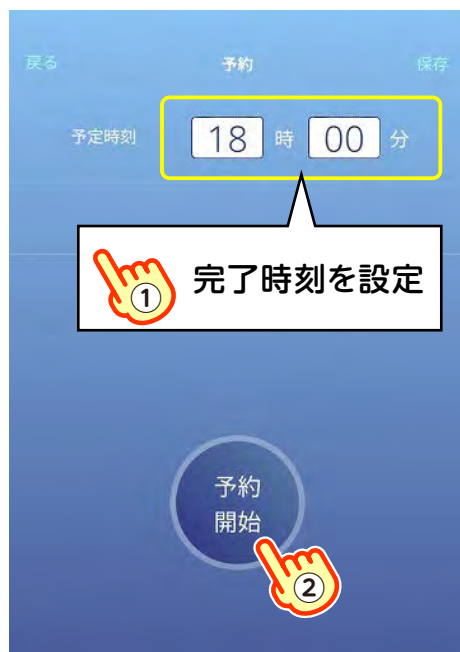 戻る 予約 保存
予定時刻 18 時 00 分
① 完了時刻を設定
予約
開始
②